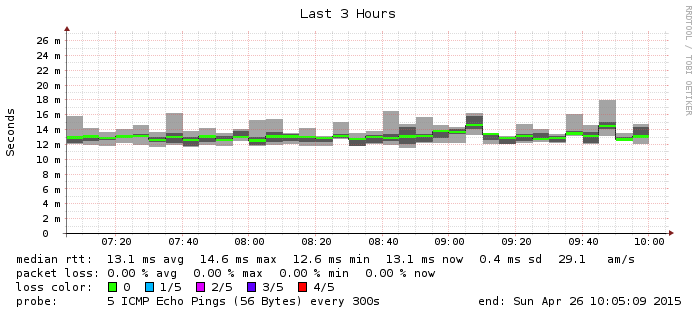 Last 3 Hours
RRDTOOL / TOBI OETIKER
Seconds
26 m
24 m
22 m
20 m
18 m
16 m
14 m
12 m
10 m
8 m
6 m
4 m
2 m
0
07:20 07:40 08:00 08:20 08:40 09:00 09:20 09:40 10:00
median rtt: 13.1 ms avg 14.6 ms max 12.6 ms min 13.1 ms now 0.4 ms sd 29.1 am/s
packet loss: 0.00 % avg 0.00 % max 0.00 % min 0.00 % now
loss color: 0 1/5 2/5 3/5 4/5
probe: 5 ICMP Echo Pings (56 Bytes) every 300s end: Sun Apr 26 10:05:09 2015